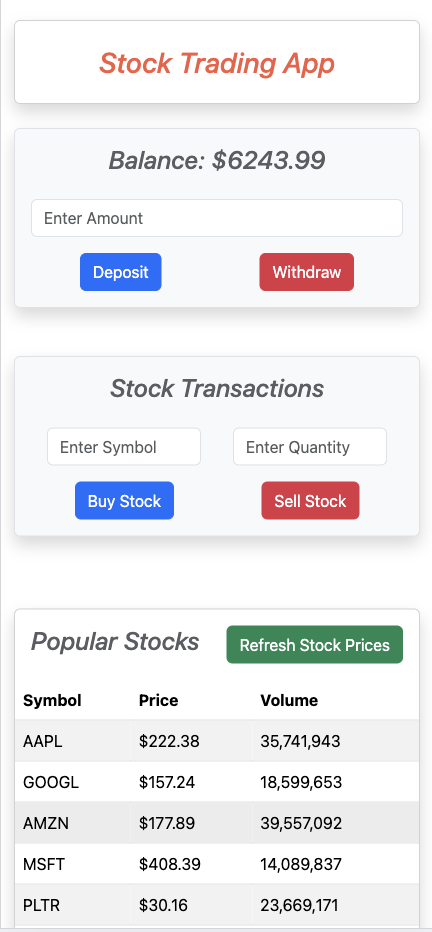 Stock Trading App
Balance: $6243.99
Enter Amount
Deposit Withdraw
Stock Transactions
Enter Symbol Enter Quantity
Buy Stock Sell Stock
Popular Stocks Refresh Stock Prices
Symbol Price Volume
AAPL $222.38 35,741,943
GOOGL $157.24 18,599,653
AMZN $177.89 39,557,092
MSFT $408.39 14,089,837
PLTR $30.16 23,669,171